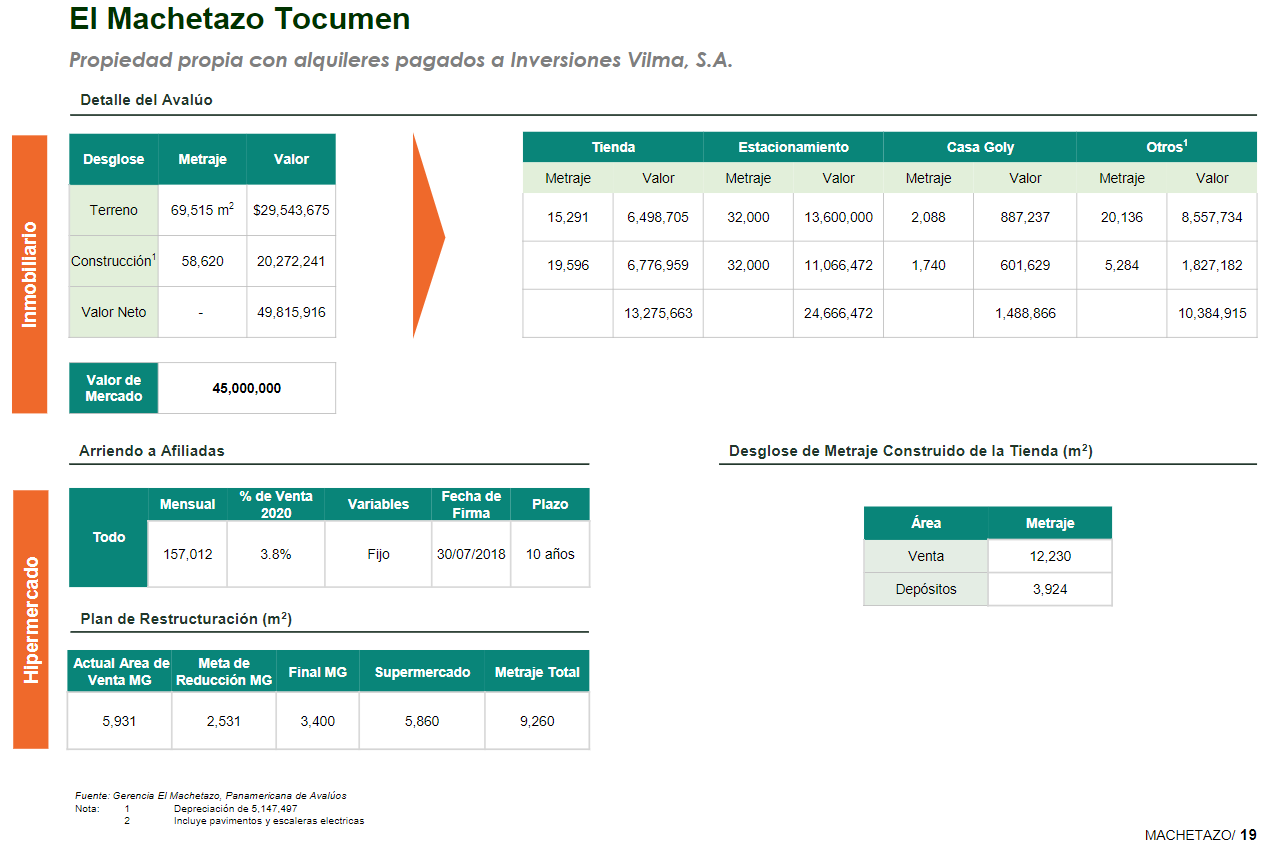 El Machetazo Tocumen
Propiedad propia con alquileres pagados a Inversiones Vilma, S.A.
Detalle del Avalúo
Inmobiliario
Desglose Metraje Valor
Terreno 69,515 m² $29,543,675
Construcción¹ 58,620 20,272,241
Valor Neto - 49,815,916
Valor de Mercado 45,000,000
Tienda Estacionamiento Casa Goly Otros¹
Metraje Valor Metraje Valor Metraje Valor Metraje Valor
15,291 6,498,705 32,000 13,600,000 2,088 887,237 20,136 8,557,734
19,596 6,776,959 32,000 11,066,472 1,740 601,629 5,284 1,827,182
13,275,663 24,666,472 1,488,866 10,384,915
Hipermercado
Arriendo a Afiliadas
Todo
Mensual % de Venta 2020 Variables Fecha de Firma Plazo
157,012 3.8% Fijo 30/07/2018 10 años
Plan de Restructuración (m²)
Actual Area de Venta MG Meta de Reducción MG Final MG Supermercado Metraje Total
5,931 2,531 3,400 5,860 9,260
Desglose de Metraje Construido de la Tienda (m²)
Área Metraje
Venta 12,230
Depósitos 3,924
Fuente: Gerencia El Machetazo, Panamericana de Avalúos
Nota: 1 Depreciación de 5,147,497
2 Incluye pavimentos y escaleras electricas
MACHETAZO/ 19